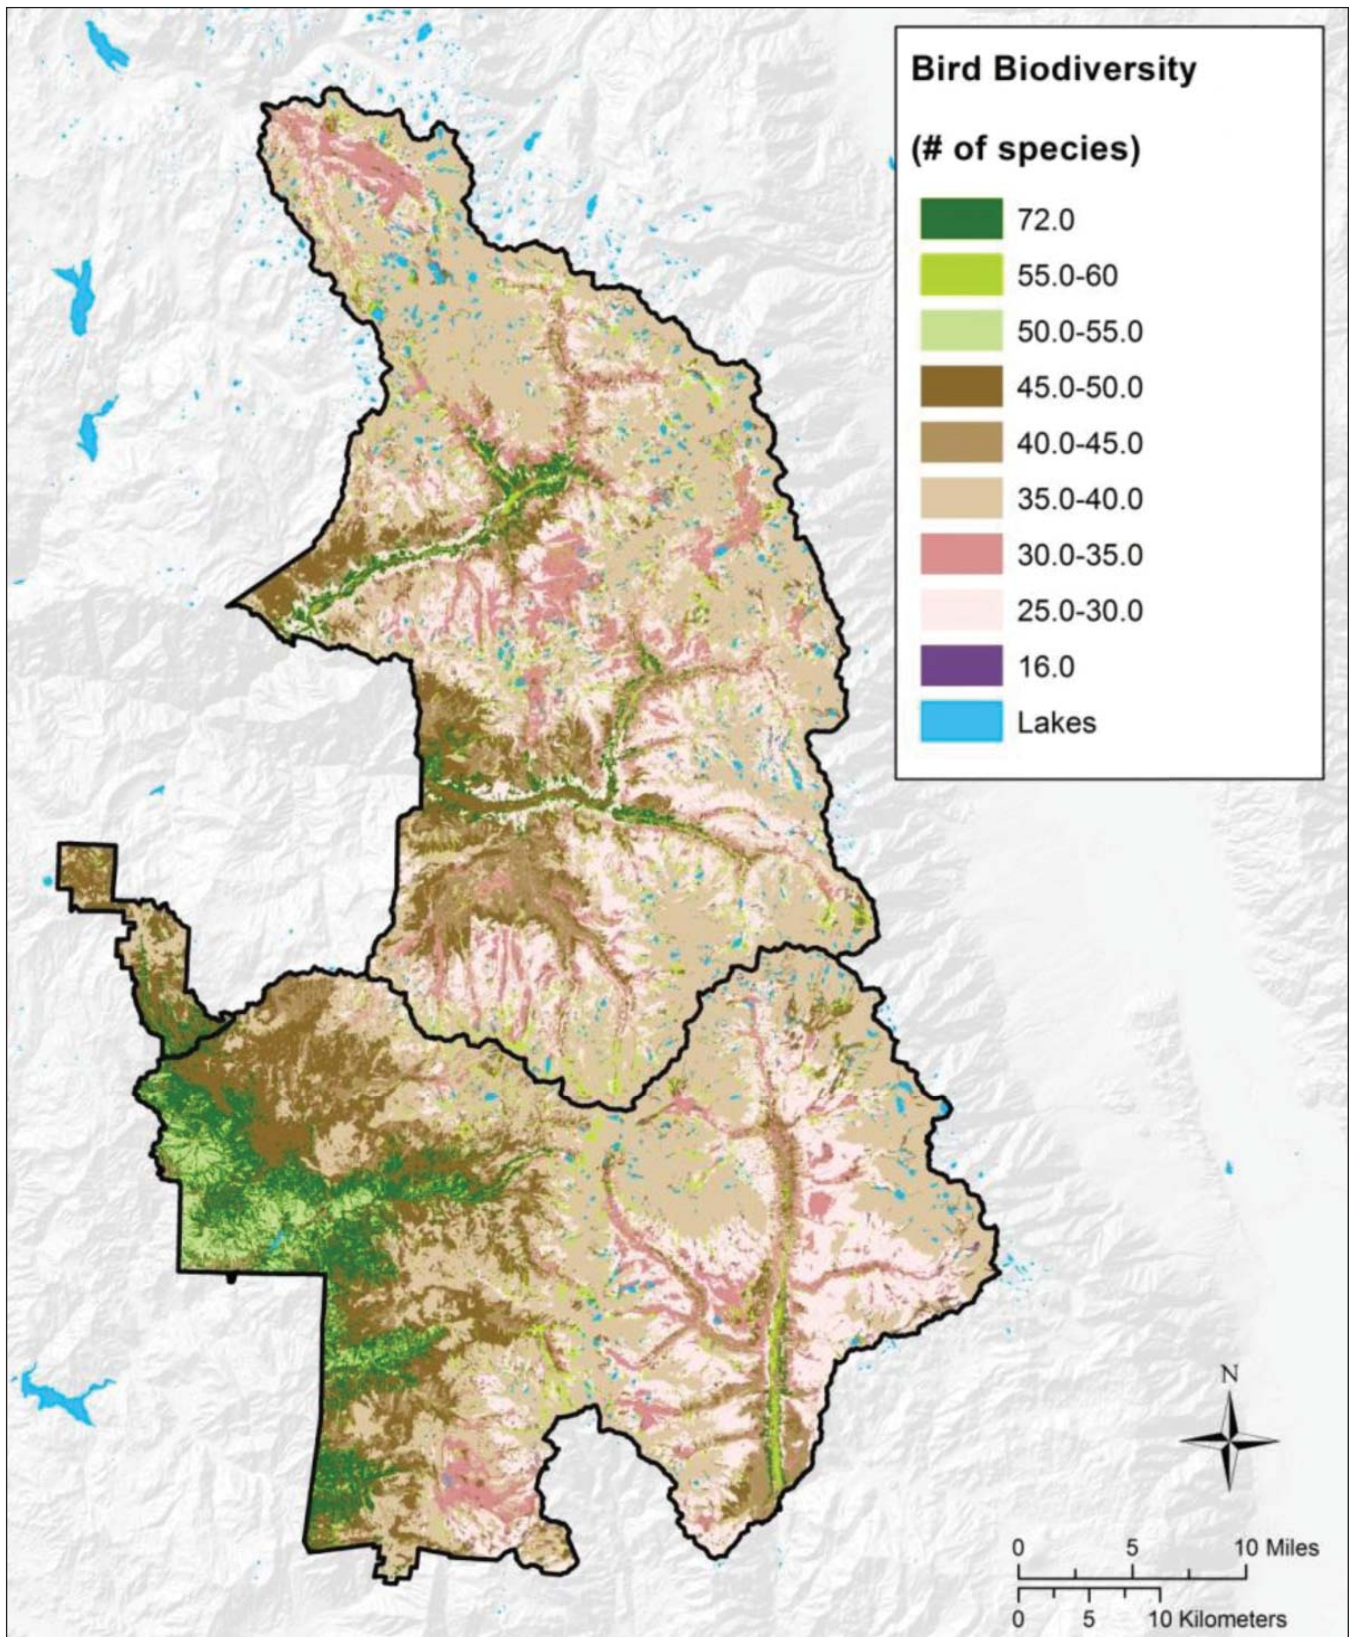 Bird Biodiversity
(# of species)
72.0
55.0-60
50.0-55.0
45.0-50.0
40.0-45.0
35.0-40.0
30.0-35.0
25.0-30.0
16.0
Lakes
N
0 5 10 Miles
0 5 10 Kilometers